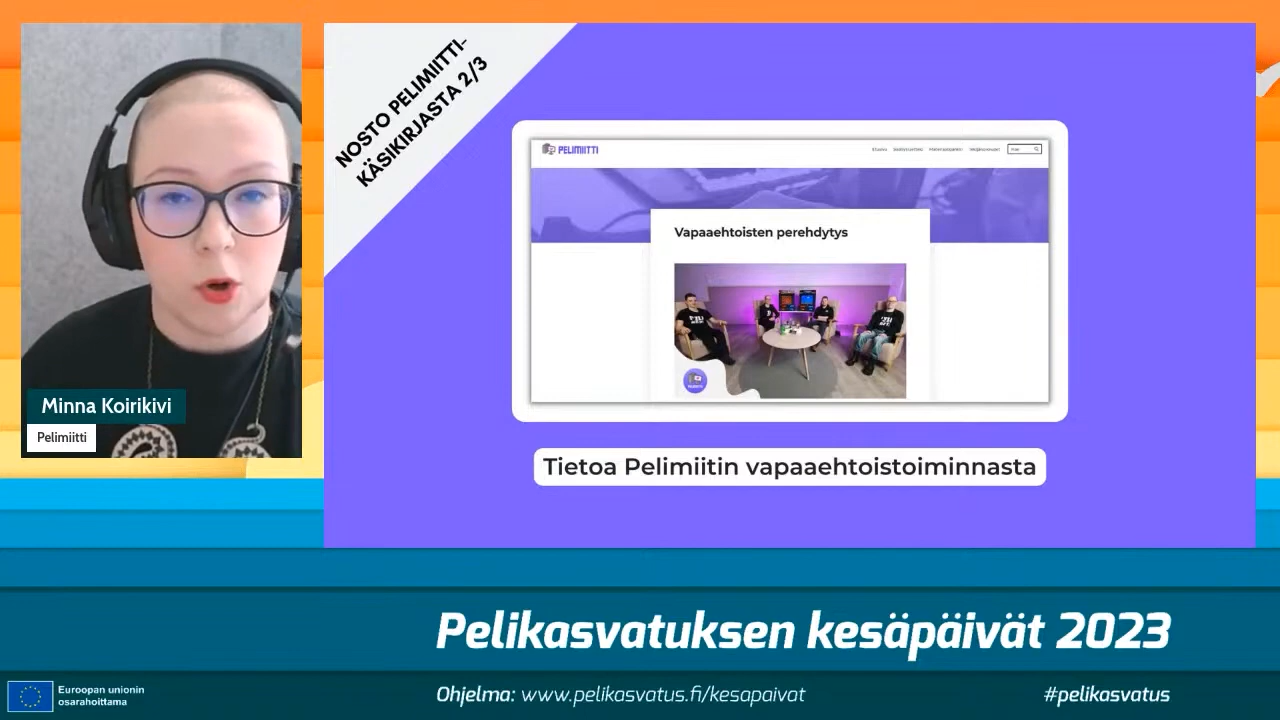 NOSTO PELIMIITTI-
KÄSIKIRJASTA 2/3
PELIMIITTI
Vapaaehtoisten perehdytys
Minna Koirikivi
Pelimiitti
Tietoa Pelimiitin vapaaehtoistoiminnasta
Pelikasvatuksen kesäpäivät 2023
Euroopan unionin
osarahoittama
Ohjelma: www.pelikasvatus.fi/kesapaivat
#pelikasvatus